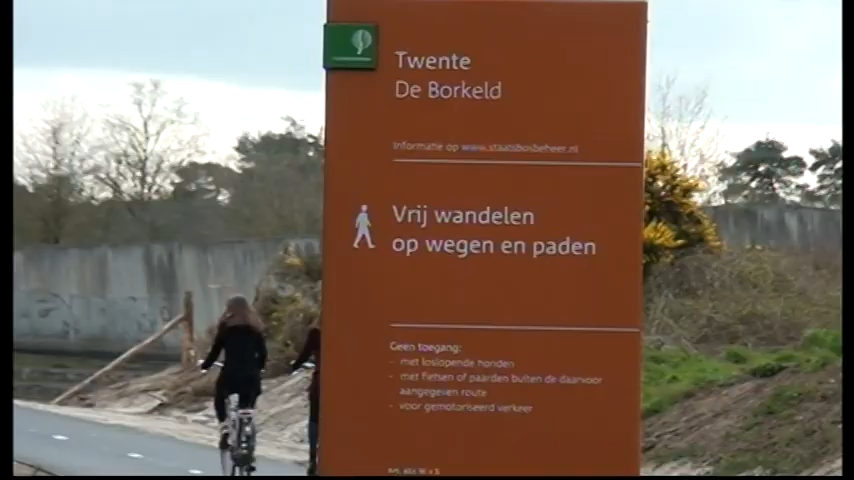 Twente
De Borkeld
Informatie op www.staatsbosbeheer.nl
Vrij wandelen
op wegen en paden
Geen toegang:
- met loslopende honden
- met fietsen of paarden buiten de daarvoor
aangegeven route
- voor gemotoriseerd verkeer